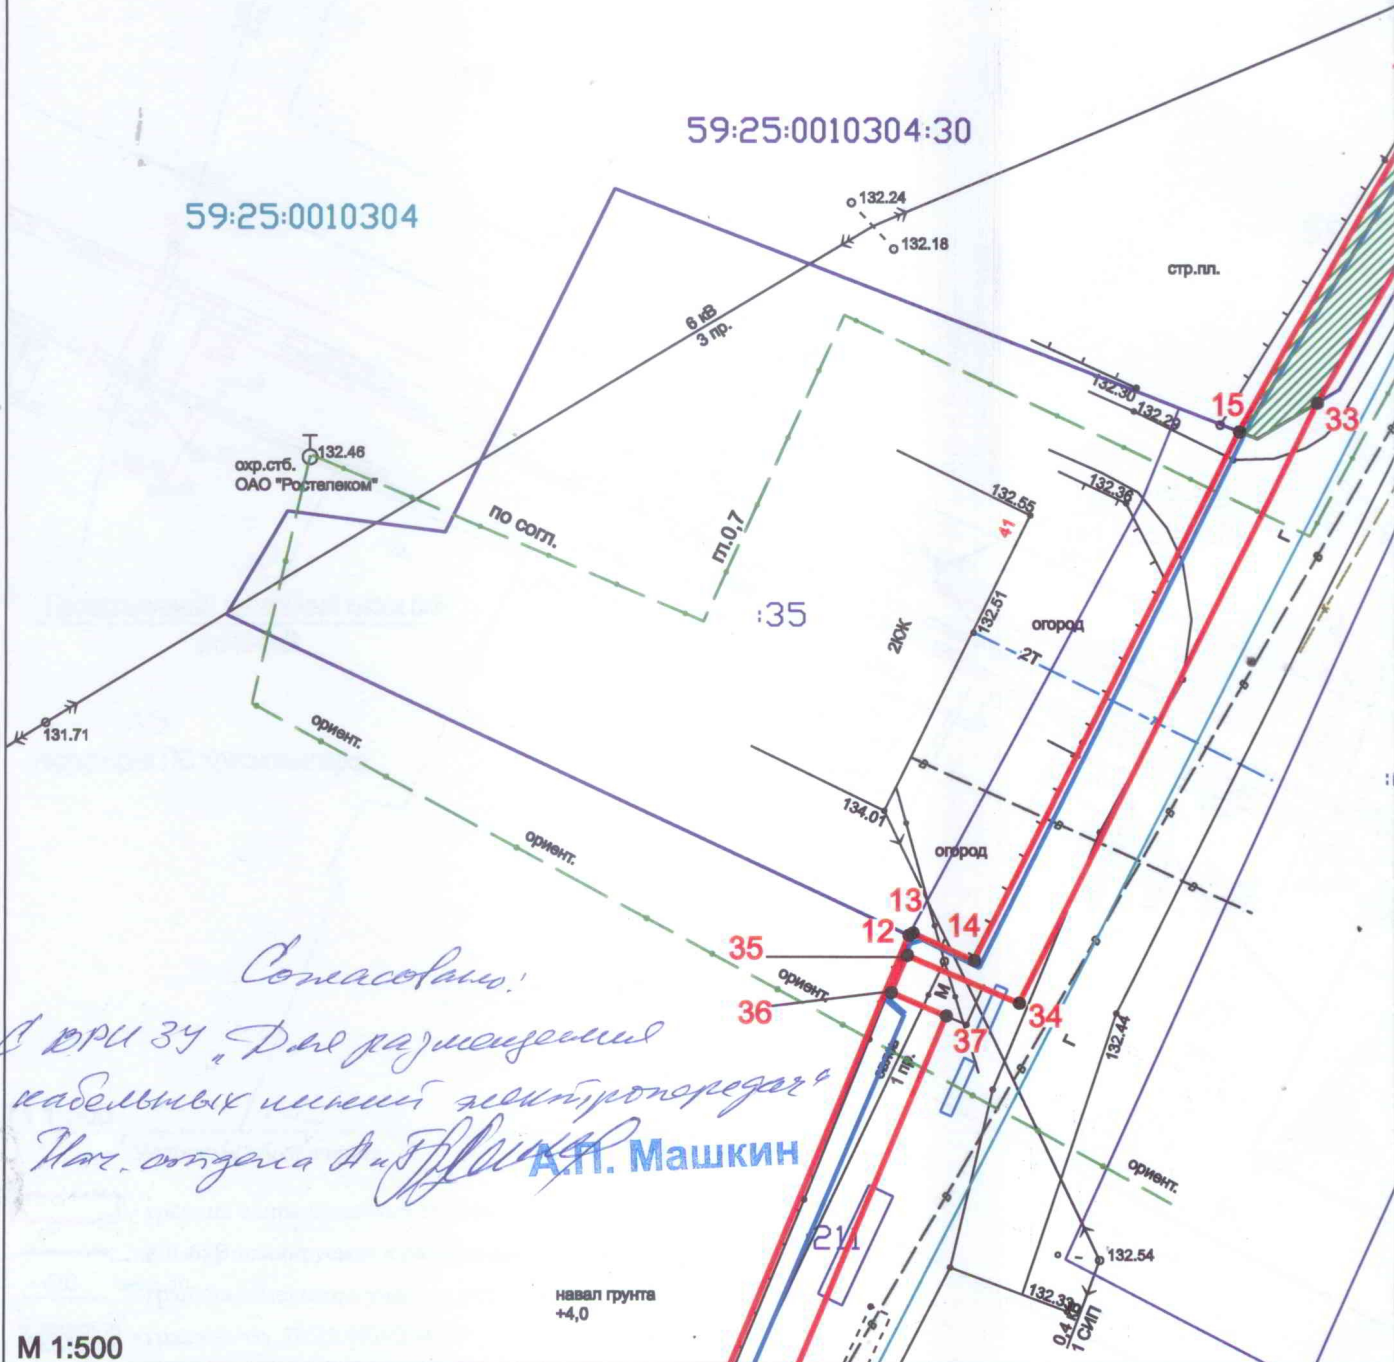 59:25:0010304:30
59:25:0010304
132.24
132.18
стр.пл.
6 кВ
3 пр.
132.30
132.29
15
33
132.46
охр.стб.
ОАО "Ростелеком"
по согл.
гл.0,7
132.55
41
132.36
Г
:35
132.51
2КЖ
огород
2Т
131.71
ориент.
в
134.01
ориент.
в
в
огород
13
12
14
35
36
ориент.
М
34
37
1 пр.
Г
132.44
Согласовано!
С ВРИ ЗУ „Для размещения
кабельных линий электропередач"
Нач. отдела АиГ
А.П. Машкин
ориент.
:211
132.54
132.33
0,4 кВ
1 СИП
навал грунта
+4,0
М 1:500